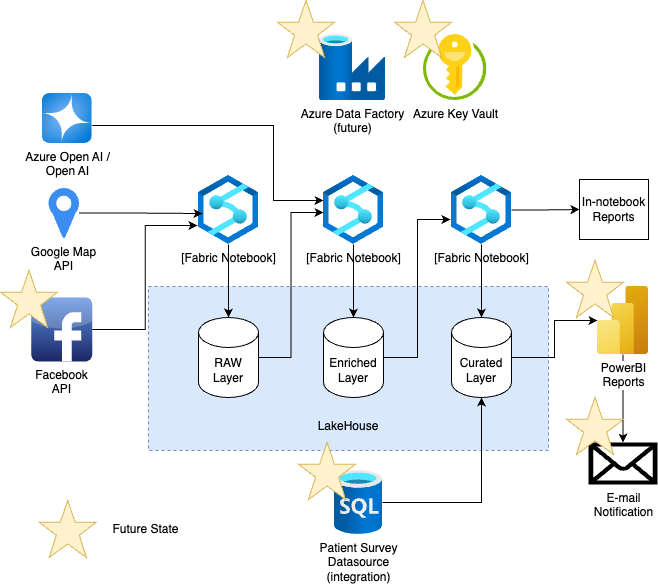 Azure Data Factory
(future)
Azure Key Vault
Azure Open AI /
Open AI
Google Map
API
[Fabric Notebook]
[Fabric Notebook]
[Fabric Notebook]
In-notebook
Reports
Facebook
API
RAW
Layer
Enriched
Layer
Curated
Layer
LakeHouse
PowerBI
Reports
SQL
Patient Survey
Datasource
(integration)
E-mail
Notification
Future State